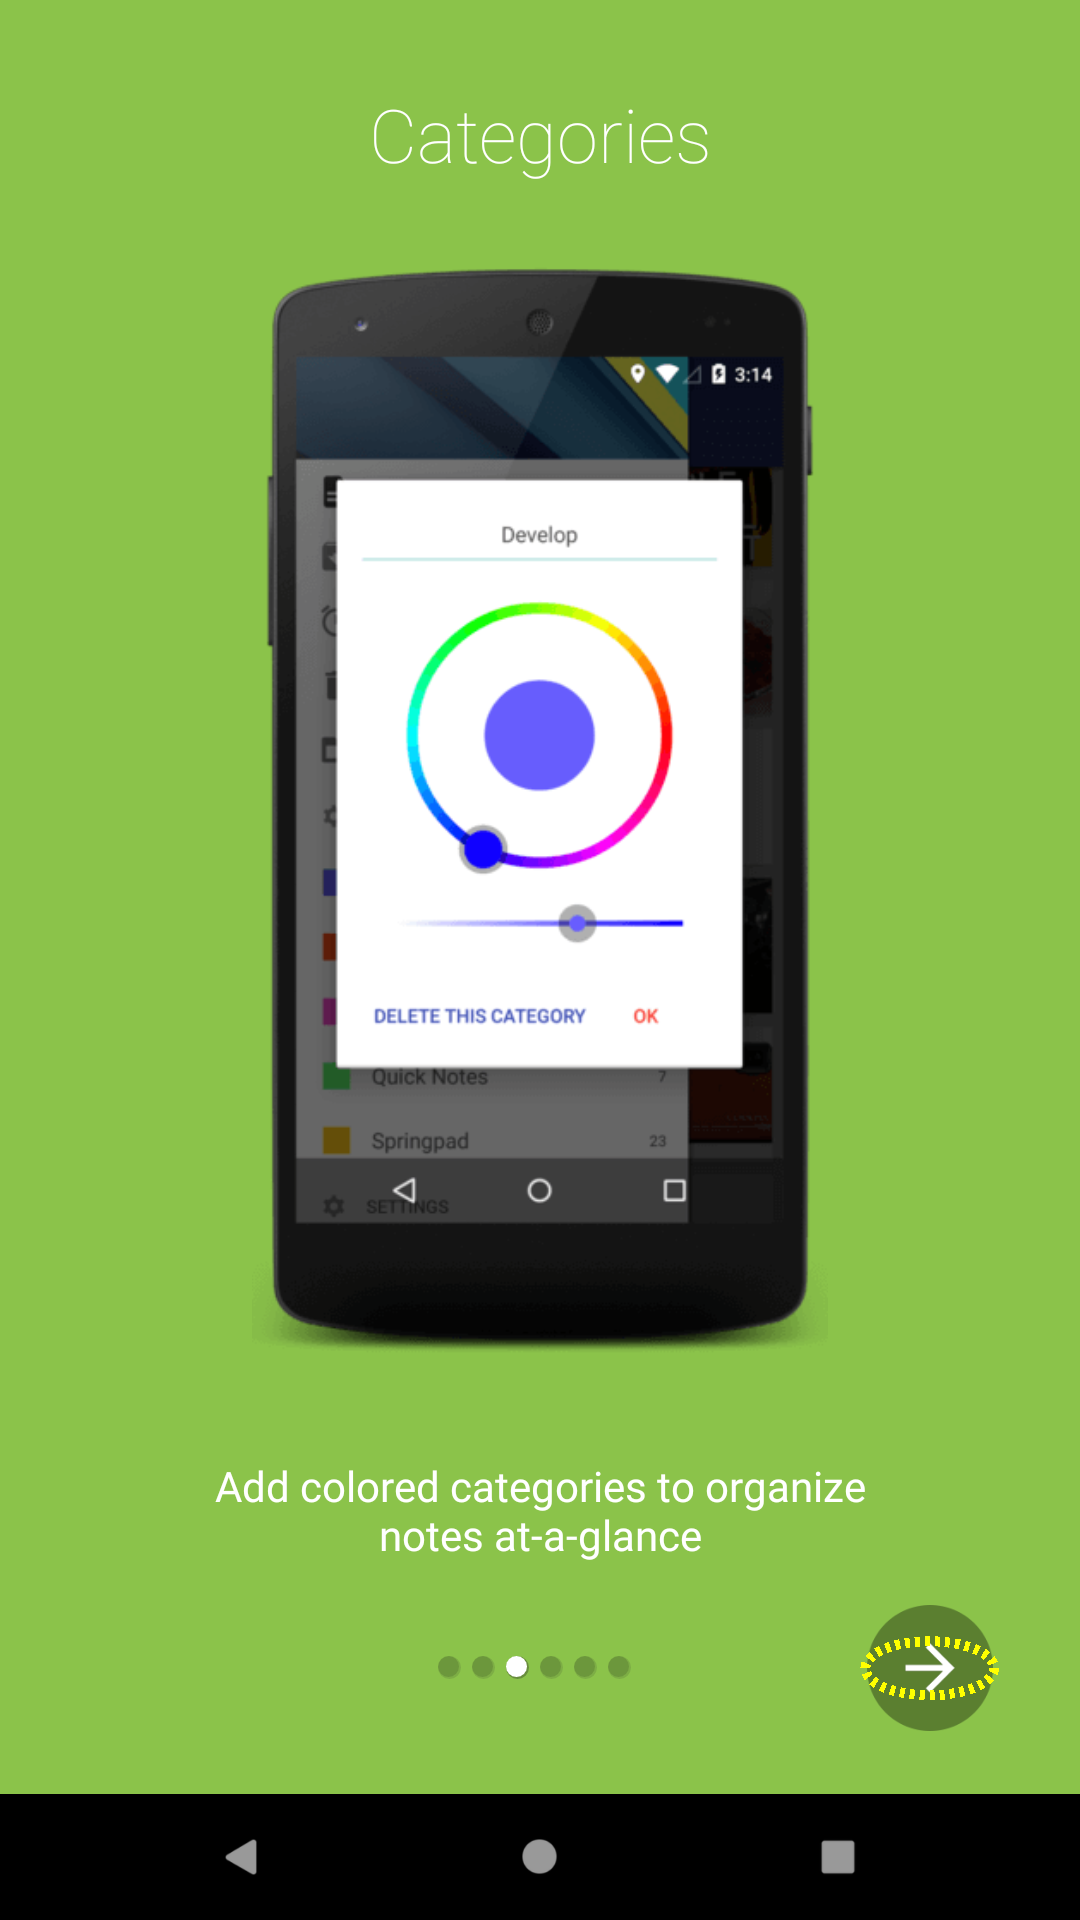 Categories
3:14
Develop
DELETE THIS CATEGORY OK
Quick Notes 7
Springpad 23
SETTINGS
Add colored categories to organize
notes at-a-glance